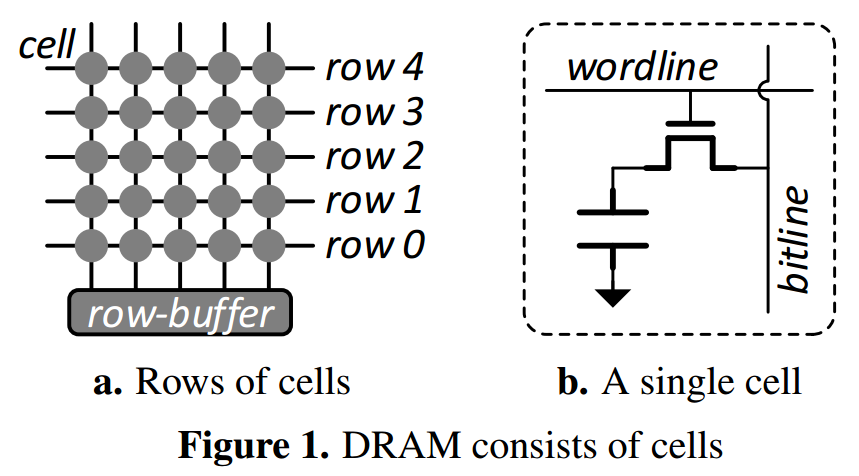 cell
row 4
row 3
row 2
row 1
row 0
row-buffer
wordline
bitline
a. Rows of cells
b. A single cell
Figure 1. DRAM consists of cells